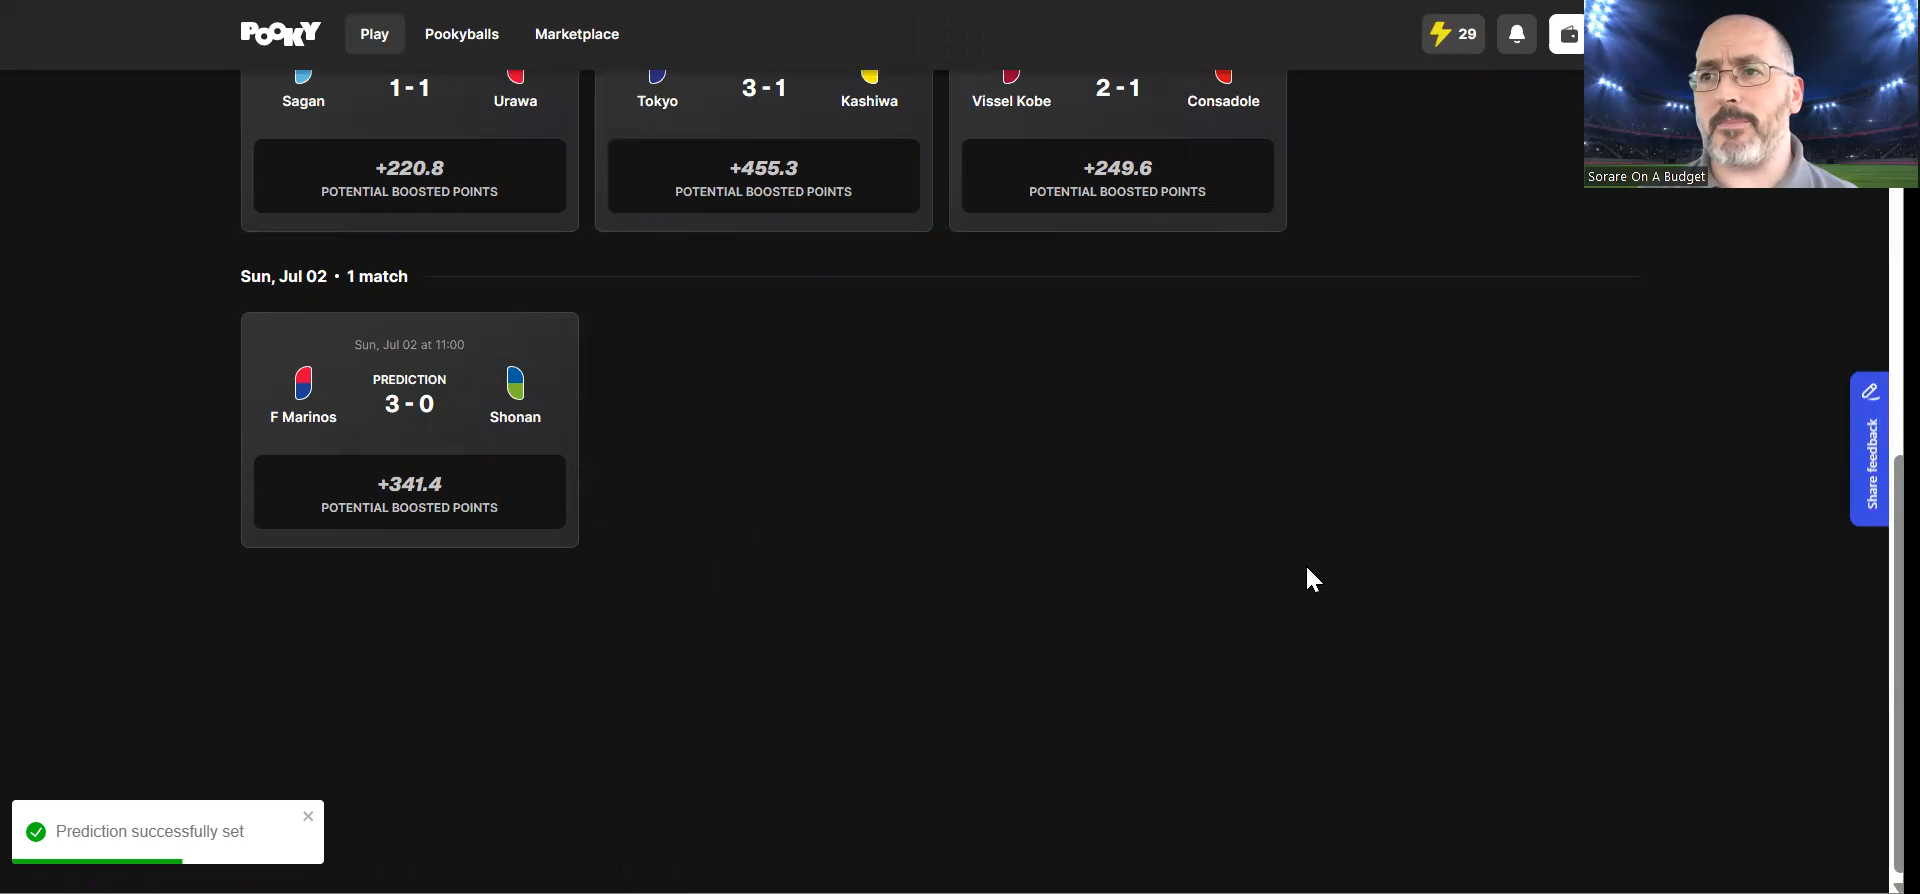 POOKY Play Pookyballs Marketplace 29
Sagan 1 - 1 Urawa
Tokyo 3 - 1 Kashiwa
Vissel Kobe 2 - 1 Consadole
+220.8
POTENTIAL BOOSTED POINTS
+455.3
POTENTIAL BOOSTED POINTS
+249.6
POTENTIAL BOOSTED POINTS
Sorare On A Budget
Sun, Jul 02 • 1 match
Sun, Jul 02 at 11:00
PREDICTION
F Marinos 3 - 0 Shonan
+341.4
POTENTIAL BOOSTED POINTS
Share feedback
Prediction successfully set